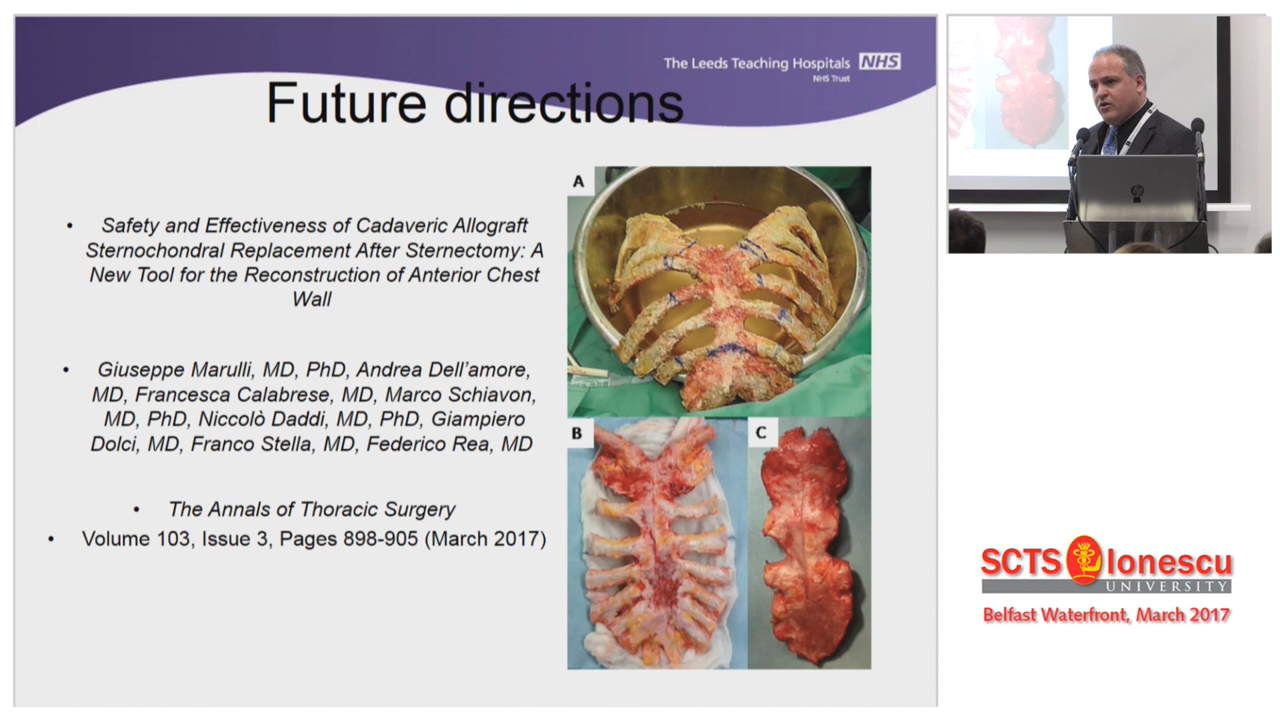 The Leeds Teaching Hospitals NHS
NHS Trust
Future directions
• Safety and Effectiveness of Cadaveric Allograft
Sternochondral Replacement After Sternectomy: A
New Tool for the Reconstruction of Anterior Chest
Wall
• Giuseppe Marulli, MD, PhD, Andrea Dell’amore,
MD, Francesca Calabrese, MD, Marco Schiavon,
MD, PhD, Niccolò Daddi, MD, PhD, Giampiero
Dolci, MD, Franco Stella, MD, Federico Rea, MD
• The Annals of Thoracic Surgery
• Volume 103, Issue 3, Pages 898-905 (March 2017)
A
B
C
hp
SCTS Ionescu
UNIVERSITY
Belfast Waterfront, March 2017